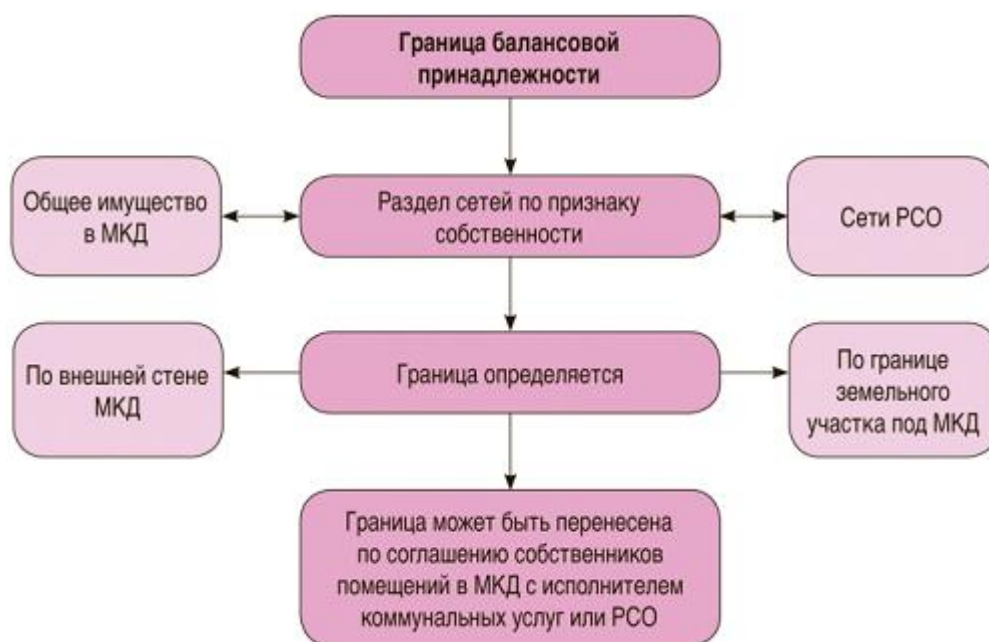 Граница балансовой
принадлежности
Общее имущество
в МКД
Раздел сетей по признаку
собственности
Сети РСО
По внешней стене
МКД
Граница определяется
По границе
земельного
участка под МКД
Граница может быть перенесена
по соглашению собственников
помещений в МКД с исполнителем
коммунальных услуг или РСО